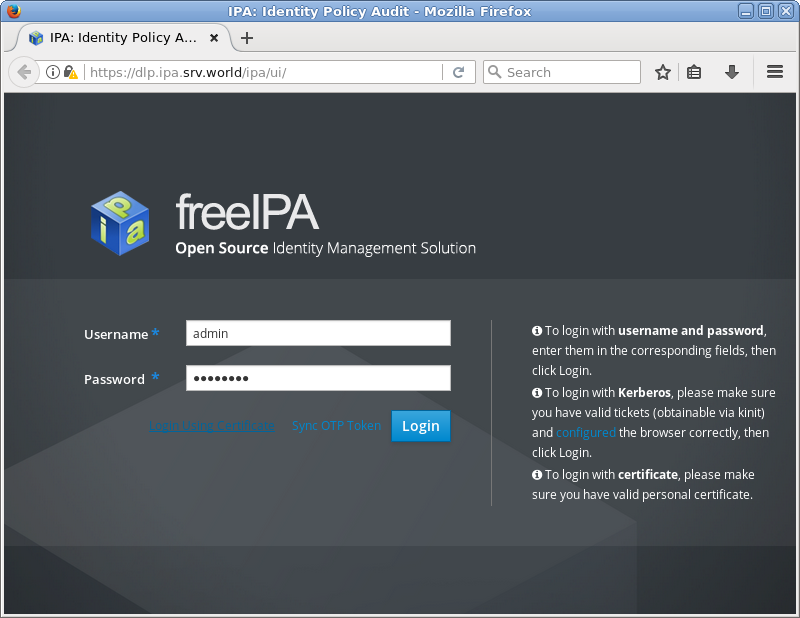 IPA: Identity Policy Audit - Mozilla Firefox
IPA: Identity Policy A...
https://dlp.ipa.srv.world/ipa/ui/
Search
freeIPA
Open Source Identity Management Solution
Username *
admin
Password *
••••••••
Login Using Certificate
Sync OTP Token
Login
To login with username and password,
enter them in the corresponding fields, then
click Login.
To login with Kerberos, please make sure
you have valid tickets (obtainable via kinit)
and configured the browser correctly, then
click Login.
To login with certificate, please make
sure you have valid personal certificate.